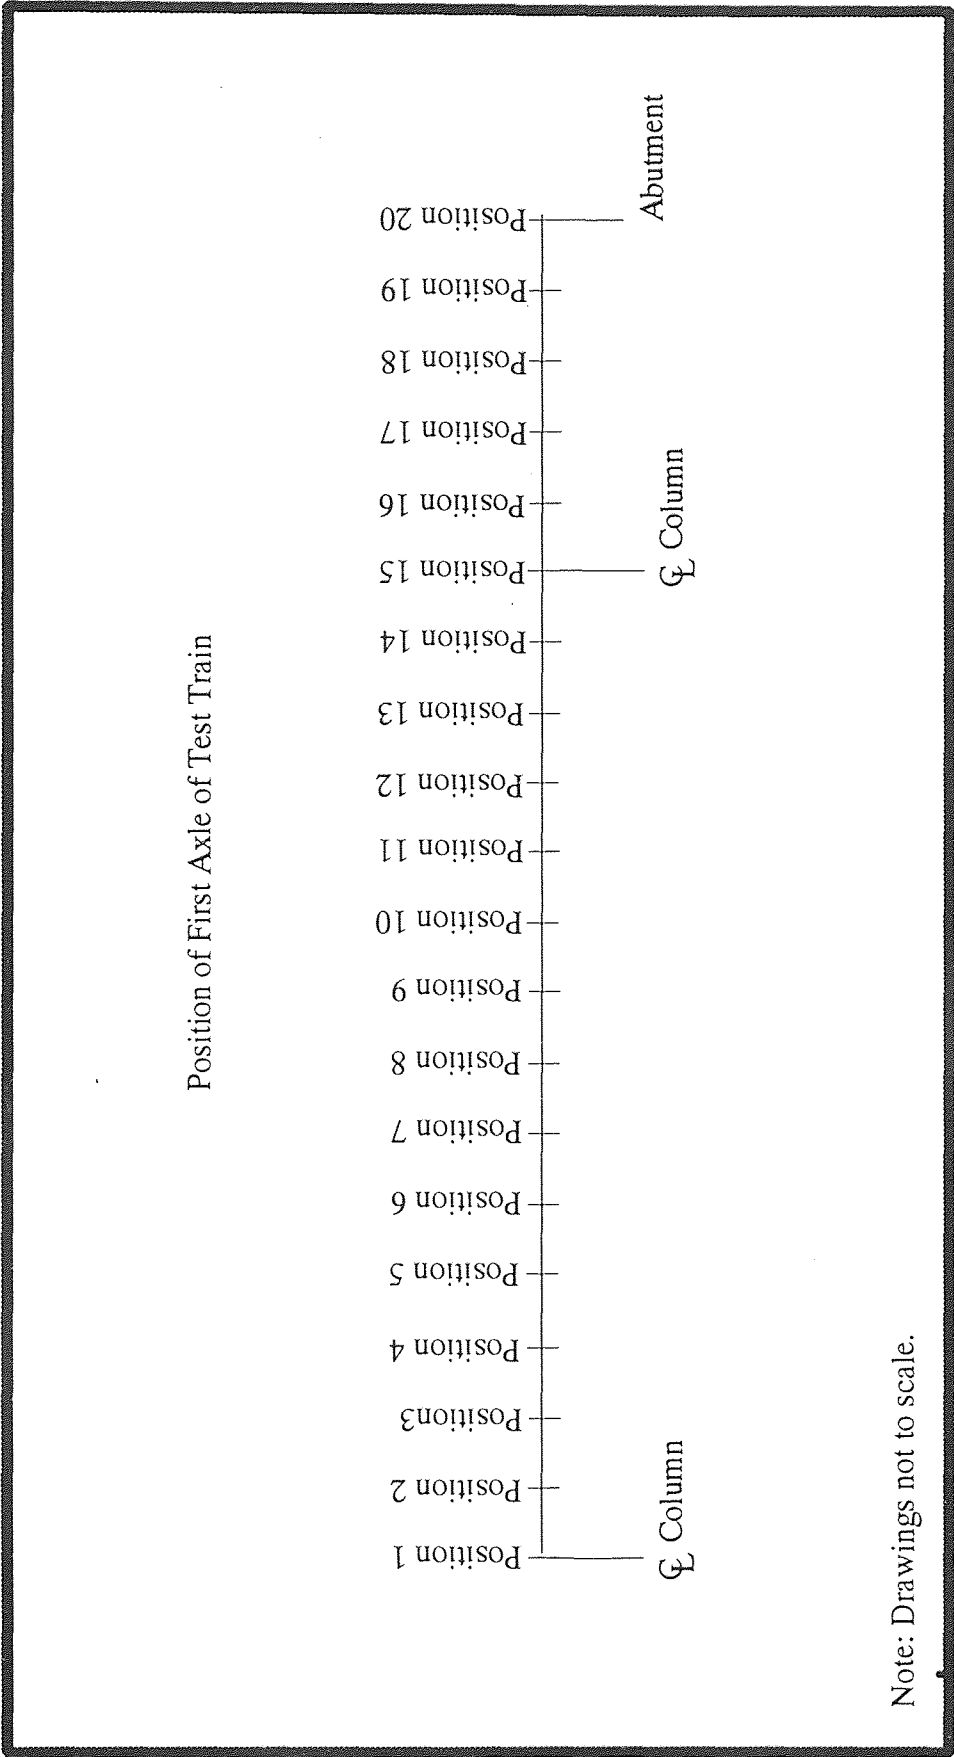 Position of First Axle of Test Train
Position 1
Position 2
Position3
Position 4
Position 5
Position 6
Position 7
Position 8
Position 9
Position 10
Position 11
Position 12
Position 13
Position 14
Position 15
Position 16
Position 17
Position 18
Position 19
Position 20
℄ Column
℄ Column
Abutment
Note: Drawings not to scale.